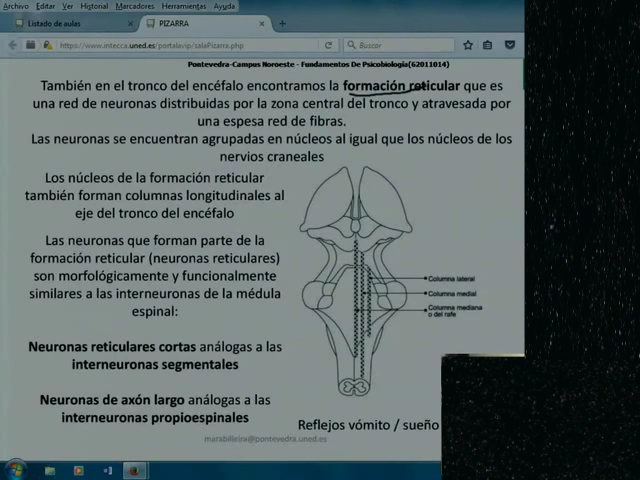 Archivo Editar Ver Historial Marcadores Herramientas Ayuda
Listado de aulas
PIZARRA
https://www.intecca.uned.es/portalevip/salaPizarra.php
Buscar
Pontevedra-Campus Noroeste - Fundamentos De Psicobiología(62011014)
También en el tronco del encéfalo encontramos la formación reticular que es
una red de neuronas distribuidas por la zona central del tronco y atravesada por
una espesa red de fibras.
Las neuronas se encuentran agrupadas en núcleos al igual que los núcleos de los
nervios craneales
Los núcleos de la formación reticular
también forman columnas longitudinales al
eje del tronco del encéfalo
Las neuronas que forman parte de la
formación reticular (neuronas reticulares)
son morfológicamente y funcionalmente
similares a las interneuronas de la médula
espinal:
Columna lateral
Columna medial
Columna mediana
o del rafe
Neuronas reticulares cortas análogas a las
interneuronas segmentales
Neuronas de axón largo análogas a las
interneuronas propioespinales
Reflejos vómito / sueño
marabilleira@pontevedra.uned.es